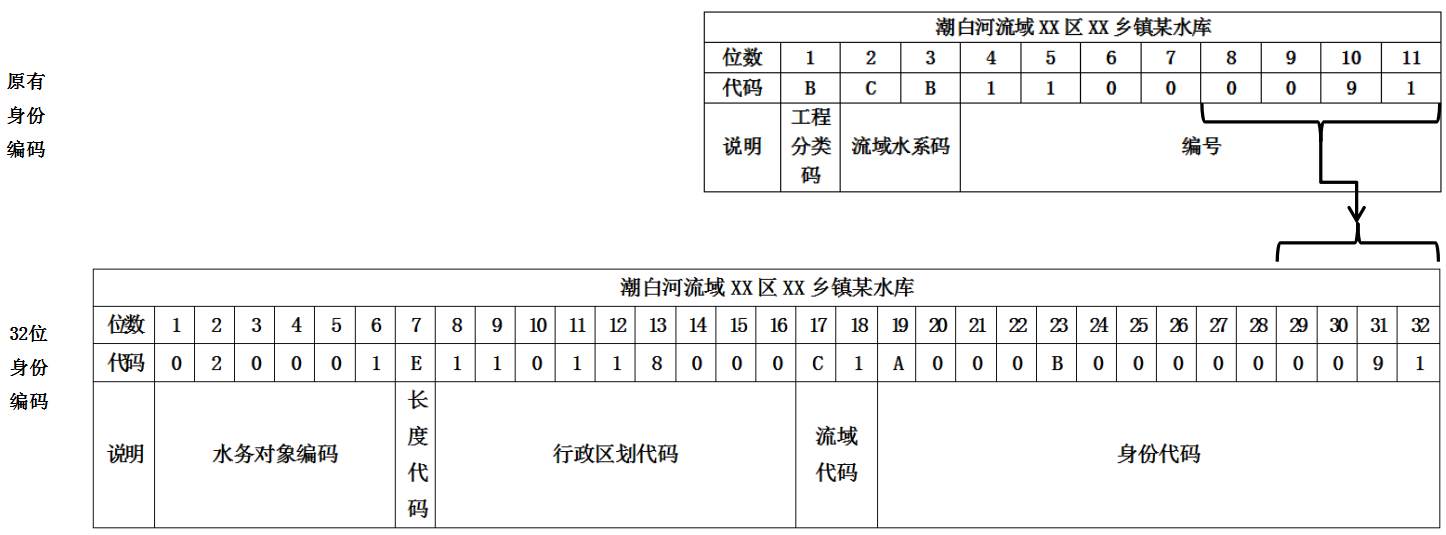 原有
身份
编码
潮白河流域 XX 区 XX 乡镇某水库
位数 1 2 3 4 5 6 7 8 9 10 11
代码 B C B 1 1 0 0 0 0 9 1
说明 工程分类码 流域水系码 编号
32位
身份
编码
潮白河流域 XX 区 XX 乡镇某水库
位数 1 2 3 4 5 6 7 8 9 10 11 12 13 14 15 16 17 18 19 20 21 22 23 24 25 26 27 28 29 30 31 32
代码 0 2 0 0 0 1 E 1 1 0 1 1 8 0 0 0 C 1 A 0 0 0 B 0 0 0 0 0 0 0 9 1
说明 水务对象编码 长度代码 行政区划代码 流域代码 身份代码